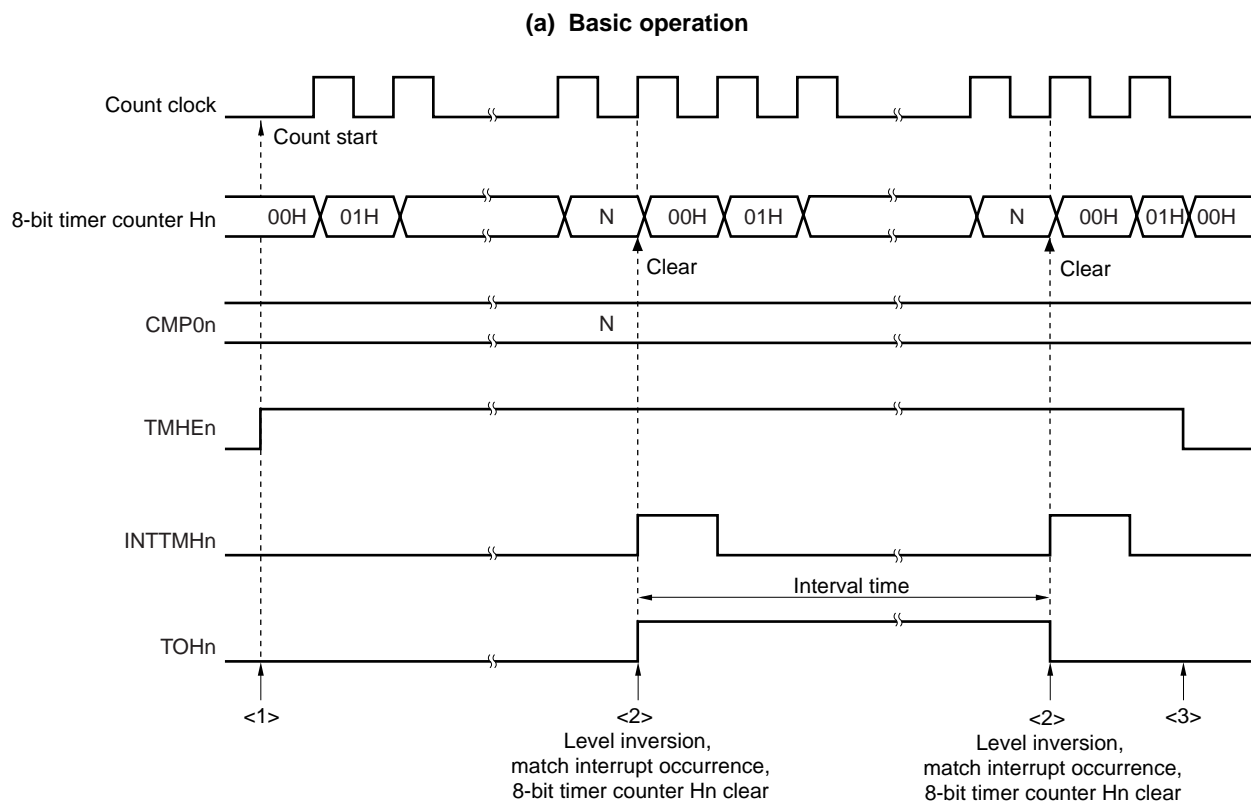 (a) Basic operation
Count clock
Count start
8-bit timer counter Hn
00H 01H N 00H 01H N 00H 01H 00H
Clear Clear
CMP0n
N
TMHEn
INTTMHn
Interval time
TOHn
<1> <2> <2> <3>
Level inversion,
match interrupt occurrence,
8-bit timer counter Hn clear
Level inversion,
match interrupt occurrence,
8-bit timer counter Hn clear